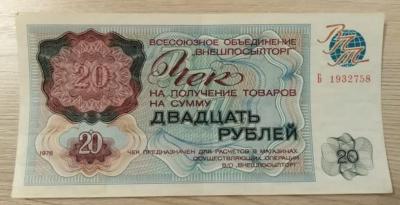 ВСЕСОЮЗНОЕ ОБЪЕДИНЕНИЕ
„ВНЕШПОСЫЛТОРГ"
20
Чек
ВПТ
Б 1932758
НА ПОЛУЧЕНИЕ ТОВАРОВ
НА СУММУ
ДВАДЦАТЬ
РУБЛЕЙ
20
20
1976
ЧЕК ПРЕДНАЗНАЧЕН ДЛЯ РАСЧЕТОВ В МАГАЗИНАХ,
ОСУЩЕСТВЛЯЮЩИХ ОПЕРАЦИИ
В/О „ВНЕШПОСЫЛТОРГ"